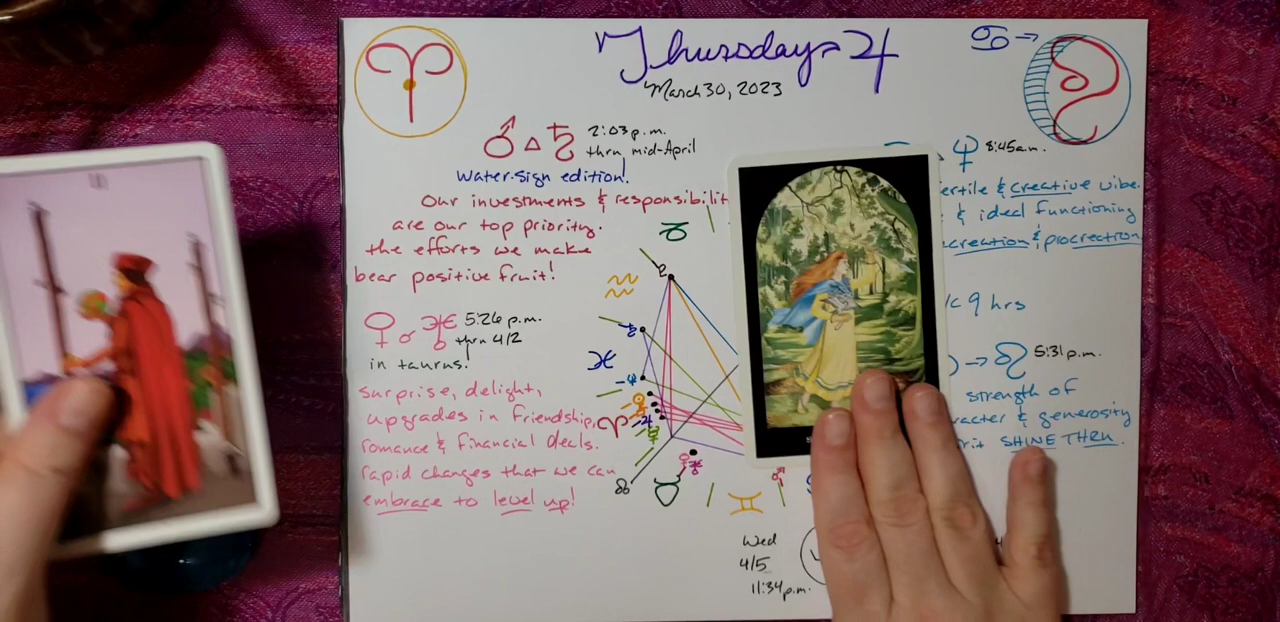 Thursday ♃
March 30, 2023
♋ →
♂ △ ♄ 2:03 p.m.
thru mid-April
Water-sign edition!
Our investments & responsibilit
are our top priority.
the efforts we make
bear positive fruit!
♀ ☌ ♅ 5:26 p.m.
thru 4/2
in taurus!
surprise, delight,
upgrades in friendship,
romance & financial deals.
rapid changes that we can
embrace to level up!
♆ 8:45 a.m.
ertile & creative vibe.
& ideal functioning
creation & procreation
9 hrs
→ ♌ 5:31 p.m.
strength of
racter & generosity
irit SHINE THRU.
Wed
4/5
11:34 p.m.